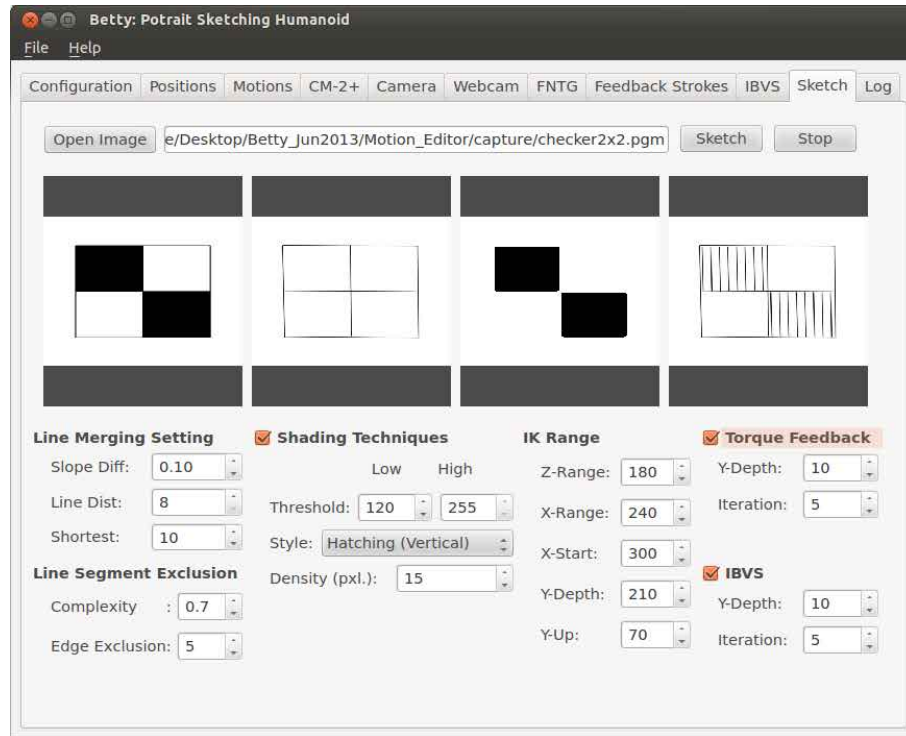 Betty: Potrait Sketching Humanoid
File Help
Configuration Positions Motions CM-2+ Camera Webcam FNTG Feedback Strokes IBVS Sketch Log
Open Image e/Desktop/Betty_Jun2013/Motion_Editor/capture/checker2x2.pgm Sketch Stop
Line Merging Setting
Slope Diff: 0.10
Line Dist: 8
Shortest: 10
Line Segment Exclusion
Complexity : 0.7
Edge Exclusion: 5
Shading Techniques
Low High
Threshold: 120 255
Style: Hatching (Vertical)
Density (pxl.): 15
IK Range
Z-Range: 180
X-Range: 240
X-Start: 300
Y-Depth: 210
Y-Up: 70
Torque Feedback
Y-Depth: 10
Iteration: 5
IBVS
Y-Depth: 10
Iteration: 5